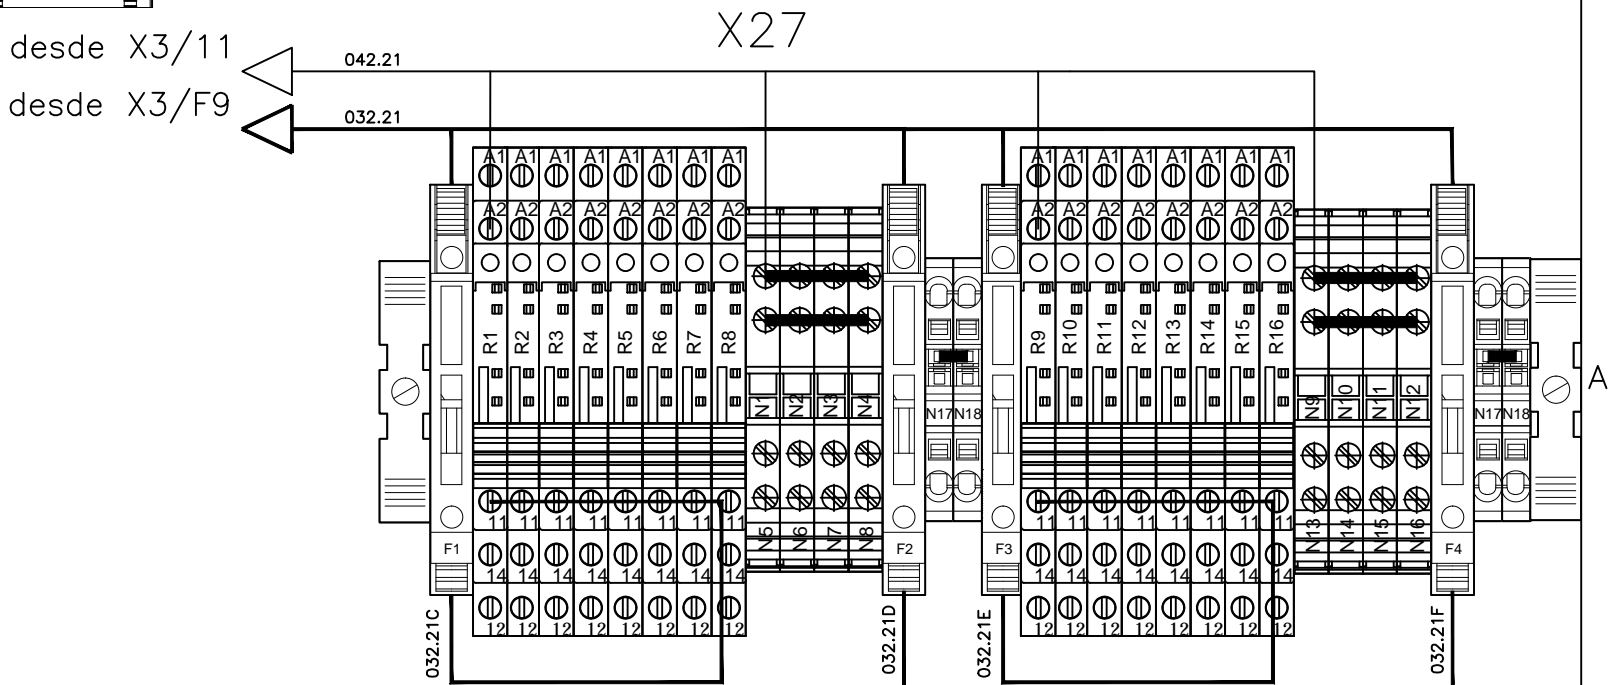 X27
desde X3/11
042.21
desde X3/F9
032.21
A1 A1 A1 A1 A1 A1 A1 A1 A1 A1 A1 A1 A1 A1 A1 A1
A2 A2 A2 A2 A2 A2 A2 A2 A2 A2 A2 A2 A2 A2 A2 A2
R1 R2 R3 R4 R5 R6 R7 R8 R9 R10 R11 R12 R13 R14 R15 R16
A
N1 N2 N3 N4 N17 N18 N9 N10 N11 N12 N17 N18
11 11 11 11 11 11 11 11 11 11 11 11 11 11 11 11
N5 N6 N7 N8 N13 N14 N15 N16
F1 F2 F3 F4
14 14 14 14 14 14 14 14 14 14 14 14 14 14 14 14
12 12 12 12 12 12 12 12 12 12 12 12 12 12 12 12
032.21C 032.21D 032.21E 032.21F